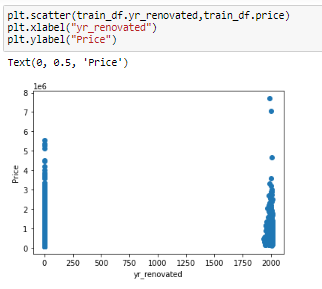 plt.scatter(train_df.yr_renovated,train_df.price)
plt.xlabel("yr_renovated")
plt.ylabel("Price")
Text(0, 0.5, 'Price')
1e6
8
7
6
5
4
3
2
1
0
Price
0 250 500 750 1000 1250 1500 1750 2000
yr_renovated